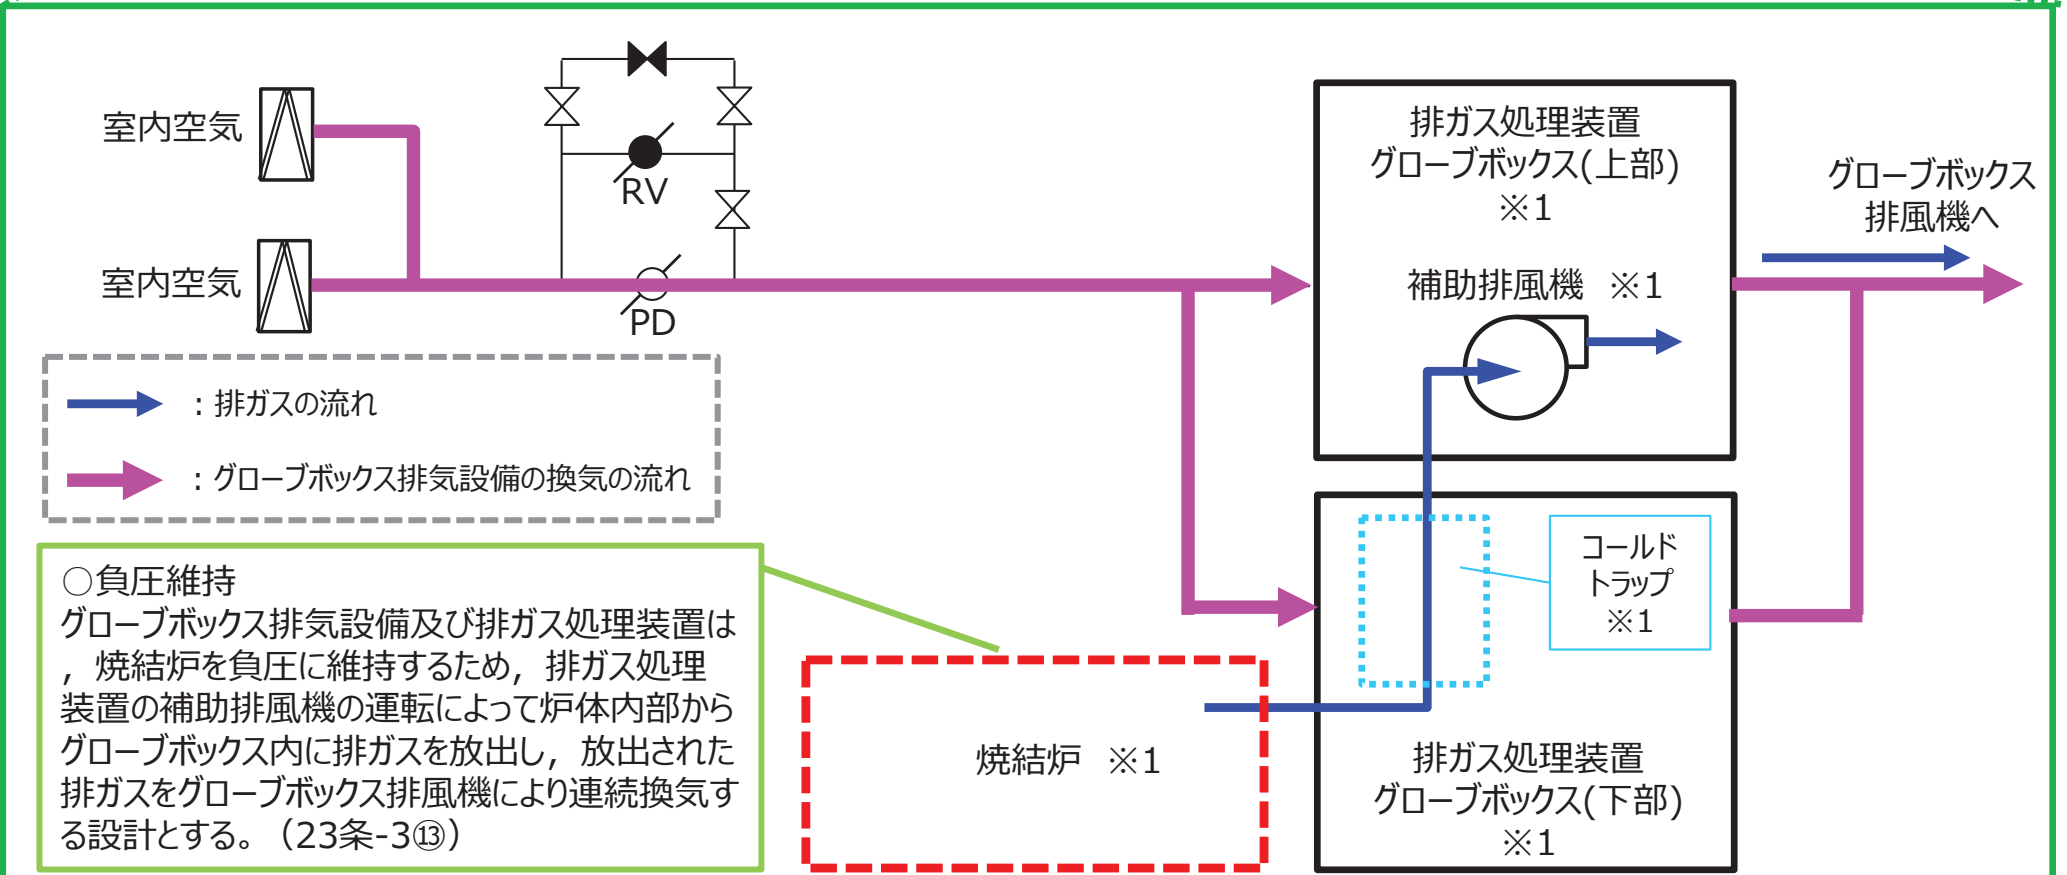 室内空気
室内空気
RV
PD
：排ガスの流れ
：グローブボックス排気設備の換気の流れ
○負圧維持
グローブボックス排気設備及び排ガス処理装置は
，焼結炉を負圧に維持するため，排ガス処理
装置の補助排風機の運転によって炉体内部から
グローブボックス内に排ガスを放出し，放出された
排ガスをグローブボックス排風機により連続換気す
る設計とする。（23条-3⑬）
焼結炉 ※1
排ガス処理装置
グローブボックス(上部)
※1
補助排風機 ※1
グローブボックス
排風機へ
コールド
トラップ
※1
排ガス処理装置
グローブボックス(下部)
※1